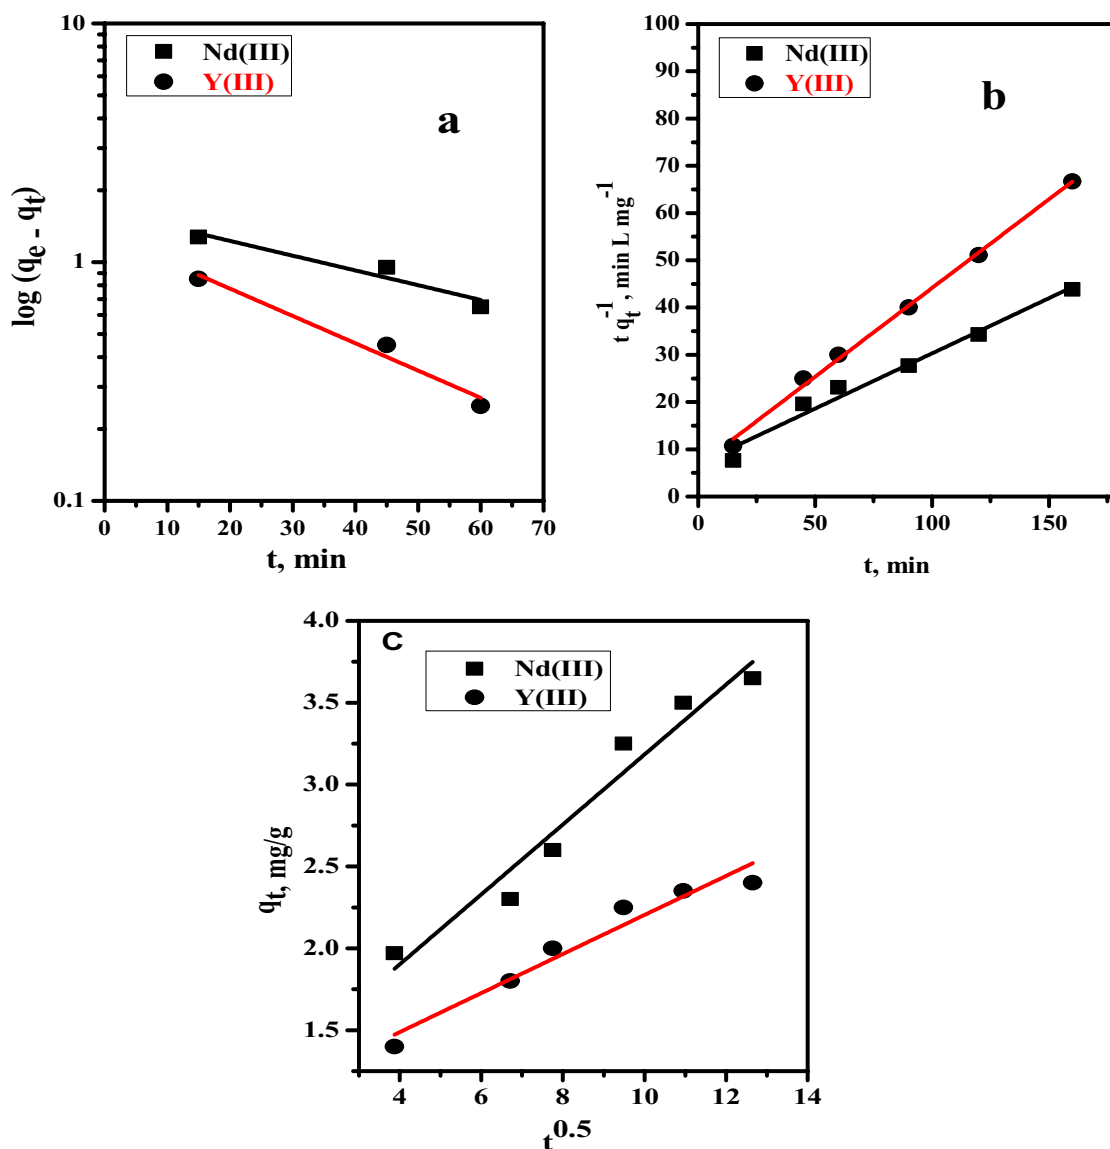 10
1
0.1
log (qe - qt)
Nd(III)
Y(III)
a
0 10 20 30 40 50 60 70
t, min
100
90
80
70
60
50
40
30
20
10
0
t qt-1, min L mg-1
Nd(III)
Y(III)
b
0 50 100 150
t, min
4.0
3.5
3.0
2.5
2.0
1.5
qt, mg/g
C
Nd(III)
Y(III)
4 6 8 10 12 14
t0.5